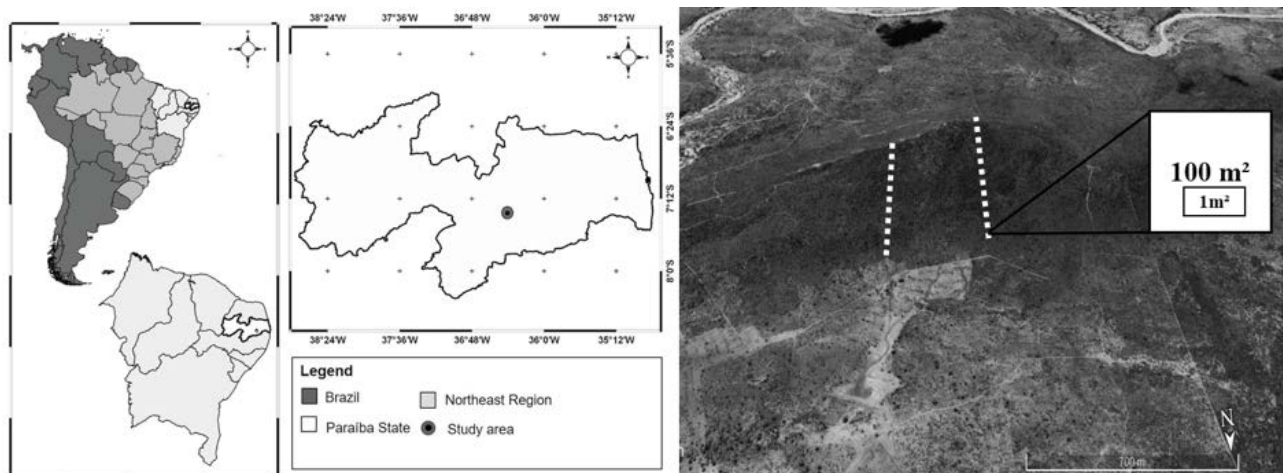 38°24'W 37°36'W 36°48'W 36°0'W 35°12'W
5°36'S
6°24'S
7°12'S
8°0'S
38°24'W 37°36'W 36°48'W 36°0'W 35°12'W
Legend
Brazil
Northeast Region
Paraíba State
Study area
100 m²
1m²
N
700 m